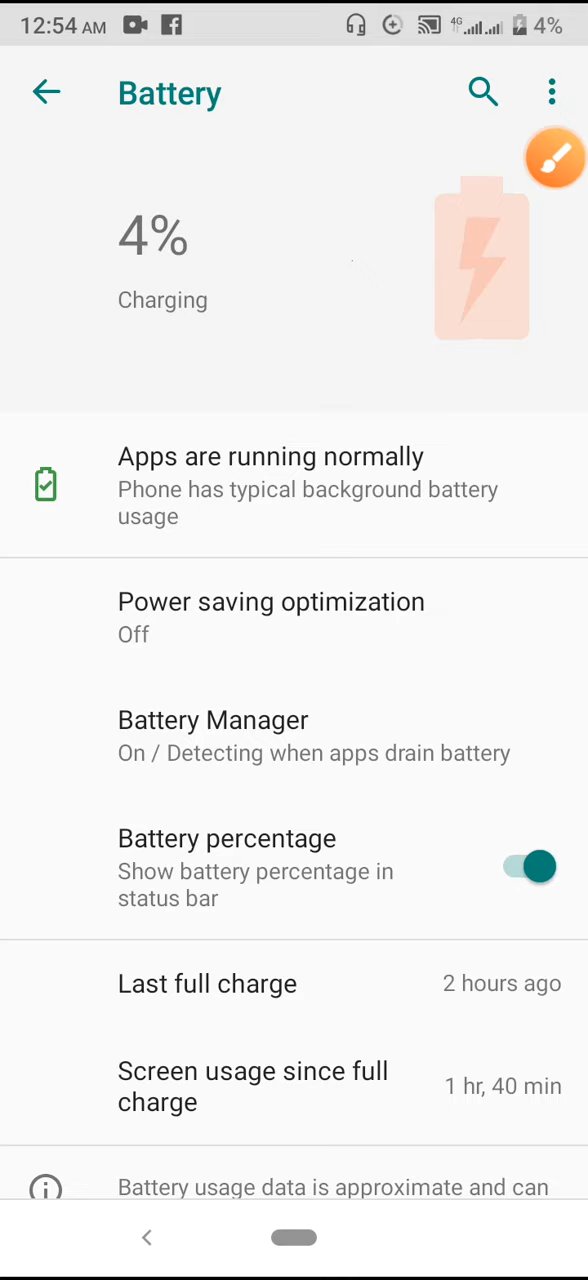 12:54 AM 4G 4%
Battery
4%
Charging
Apps are running normally
Phone has typical background battery
usage
Power saving optimization
Off
Battery Manager
On / Detecting when apps drain battery
Battery percentage
Show battery percentage in
status bar
Last full charge 2 hours ago
Screen usage since full
charge 1 hr, 40 min
Battery usage data is approximate and can